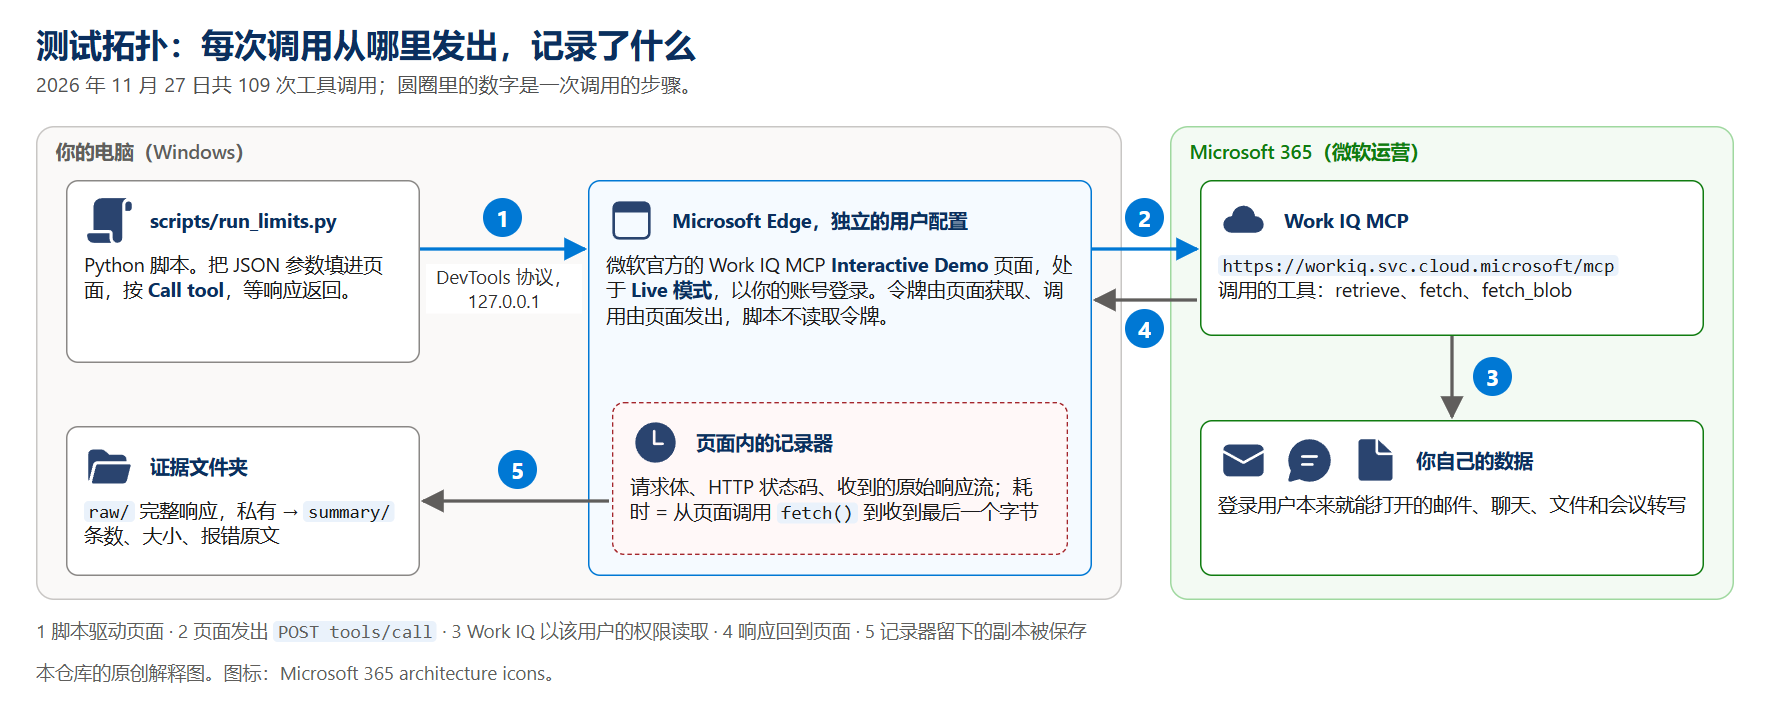 测试拓扑：每次调用从哪里发出，记录了什么
2026 年 11 月 27 日共 109 次工具调用；圆圈里的数字是一次调用的步骤。
你的电脑（Windows）
scripts/run_limits.py
Python 脚本。把 JSON 参数填进页
面，按 Call tool，等响应返回。
1
DevTools 协议，
127.0.0.1
Microsoft Edge，独立的用户配置
微软官方的 Work IQ MCP Interactive Demo 页面，处
于 Live 模式，以你的账号登录。令牌由页面获取、调
用由页面发出，脚本不读取令牌。
2
4
Microsoft 365（微软运营）
Work IQ MCP
https://workiq.svc.cloud.microsoft/mcp
调用的工具：retrieve、fetch、fetch_blob
3
你自己的数据
登录用户本来就能打开的邮件、聊天、文件和会议转写
页面内的记录器
请求体、HTTP 状态码、收到的原始响应流；耗
时 = 从页面调用 fetch() 到收到最后一个字节
5
证据文件夹
raw/ 完整响应，私有 → summary/
条数、大小、报错原文
1 脚本驱动页面 · 2 页面发出 POST tools/call · 3 Work IQ 以该用户的权限读取 · 4 响应回到页面 · 5 记录器留下的副本被保存
本仓库的原创解释图。图标：Microsoft 365 architecture icons。